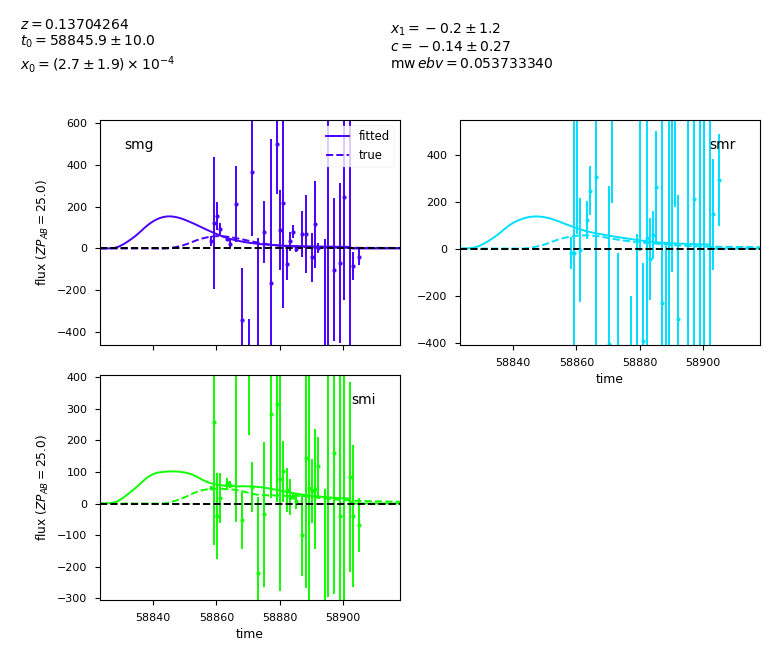 z = 0.13704264
t₀ = 58845.9 ± 10.0
x₀ = (2.7 ± 1.9) × 10⁻⁴
x₁ = −0.2 ± 1.2
c = −0.14 ± 0.27
mw ebv = 0.053733340
smg
fitted
true
600
400
200
0
−200
−400
flux (ZP_AB = 25.0)
smr
400
200
0
−200
−400
58840 58860 58880 58900
time
smi
400
300
200
100
0
−100
−200
−300
flux (ZP_AB = 25.0)
58840 58860 58880 58900
time